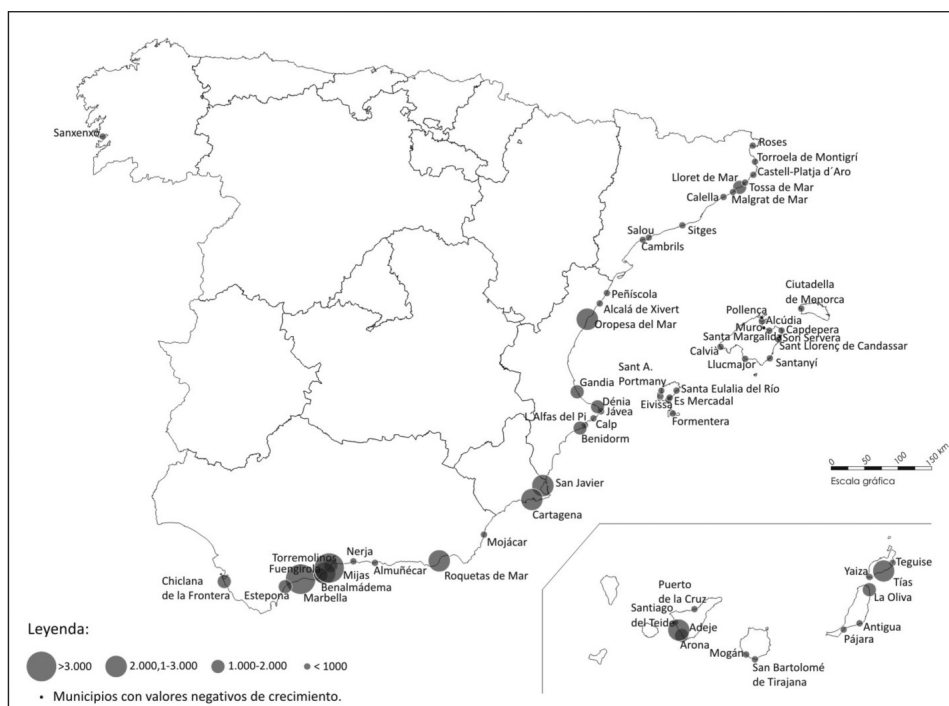 Sanxenxo
Roses
Torroela de Montigrí
Castell-Platja d´Aro
Lloret de Mar
Tossa de Mar
Calella
Malgrat de Mar
Sitges
Salou
Cambrils
Peñíscola
Alcalá de Xivert
Oropesa del Mar
Ciutadella
de Menorca
Pollença
Alcúdia
Muro
Capdepera
Santa Margalida
Son Servera
Sant Llorenç de Candassar
Calvià
Llucmajor
Santanyí
Sant A.
Portmany
Santa Eulalia del Río
Eivissa
Es Mercadal
Formentera
Gandia
Dénia
Jávea
L´Alfas del Pi
Calp
Benidorm
San Javier
Cartagena
Mojácar
0 50 100 150 km
Escala gráfica
Torremolinos
Nerja
Fuengirola
Mijas
Almuñécar
Roquetas de Mar
Benalmádema
Chiclana
de la Frontera
Estepona
Marbella
Teguise
Yaiza
Tías
La Oliva
Puerto
de la Cruz
Santiago
del Teide
Adeje
Arona
Antigua
Pájara
Mogán
San Bartolomé
de Tirajana
Leyenda:
>3.000 2.000,1-3.000 1.000-2.000 < 1000
• Municipios con valores negativos de crecimiento.